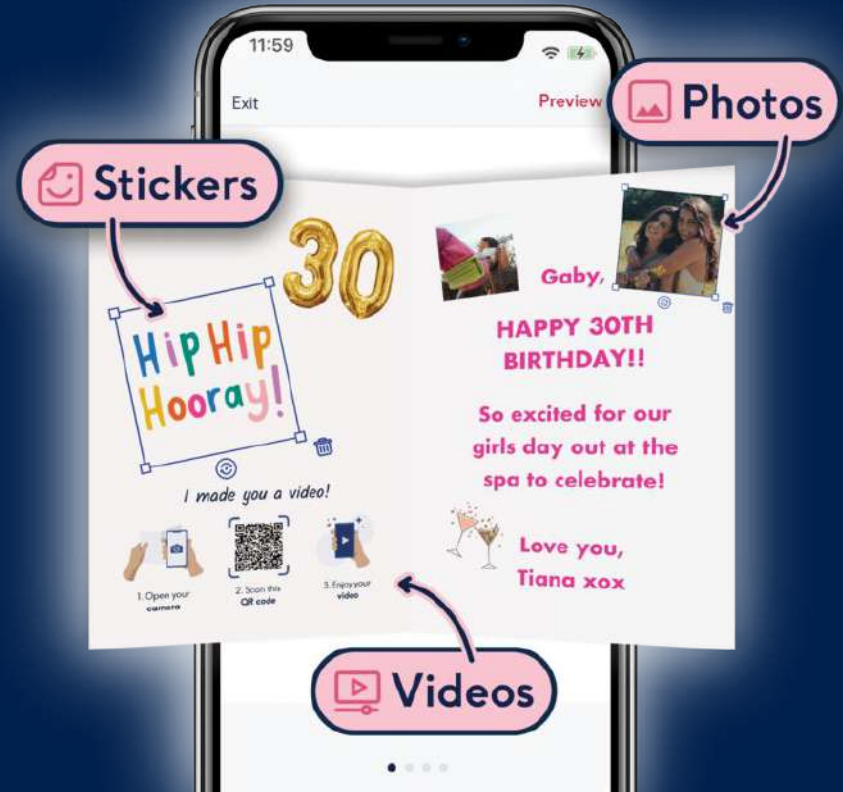 11:59
Exit
Preview
Photos
Stickers
30
Hip Hip
Hooray!
I made you a video!
1. Open your
camera
2. Scan this
QR code
3. Enjoy your
video
Gaby,
HAPPY 30TH
BIRTHDAY!!
So excited for our
girls day out at the
spa to celebrate!
Love you,
Tiana xox
Videos